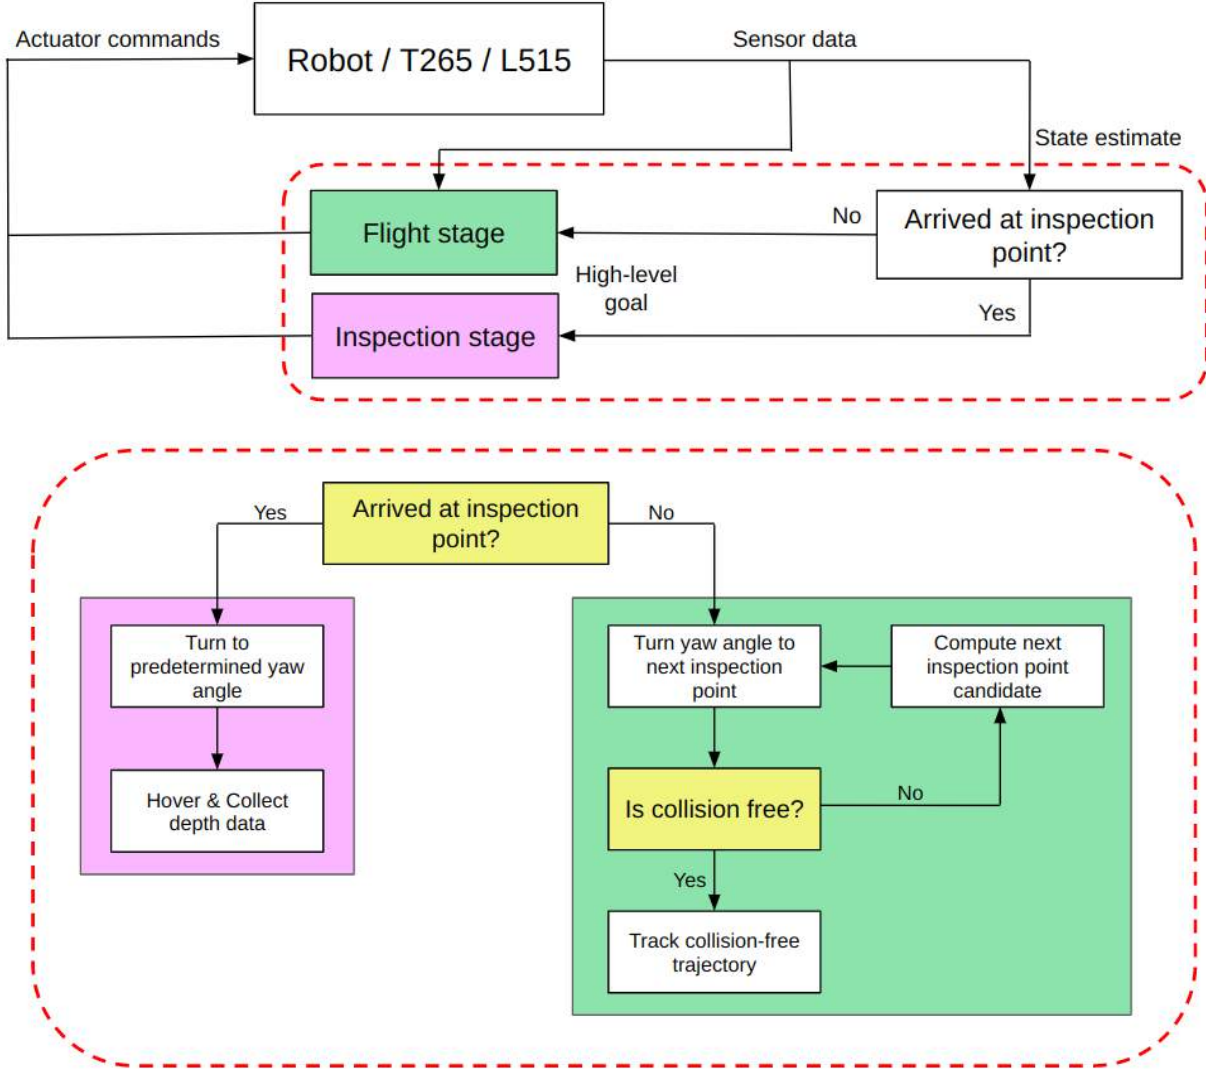 Actuator commands
Robot / T265 / L515
Sensor data
State estimate
Flight stage
No
Arrived at inspection
point?
High-level
goal
Inspection stage
Yes
Arrived at inspection
point?
Yes
No
Turn to
predetermined yaw
angle
Hover & Collect
depth data
Turn yaw angle to
next inspection
point
Compute next
inspection point
candidate
Is collision free?
No
Yes
Track collision-free
trajectory